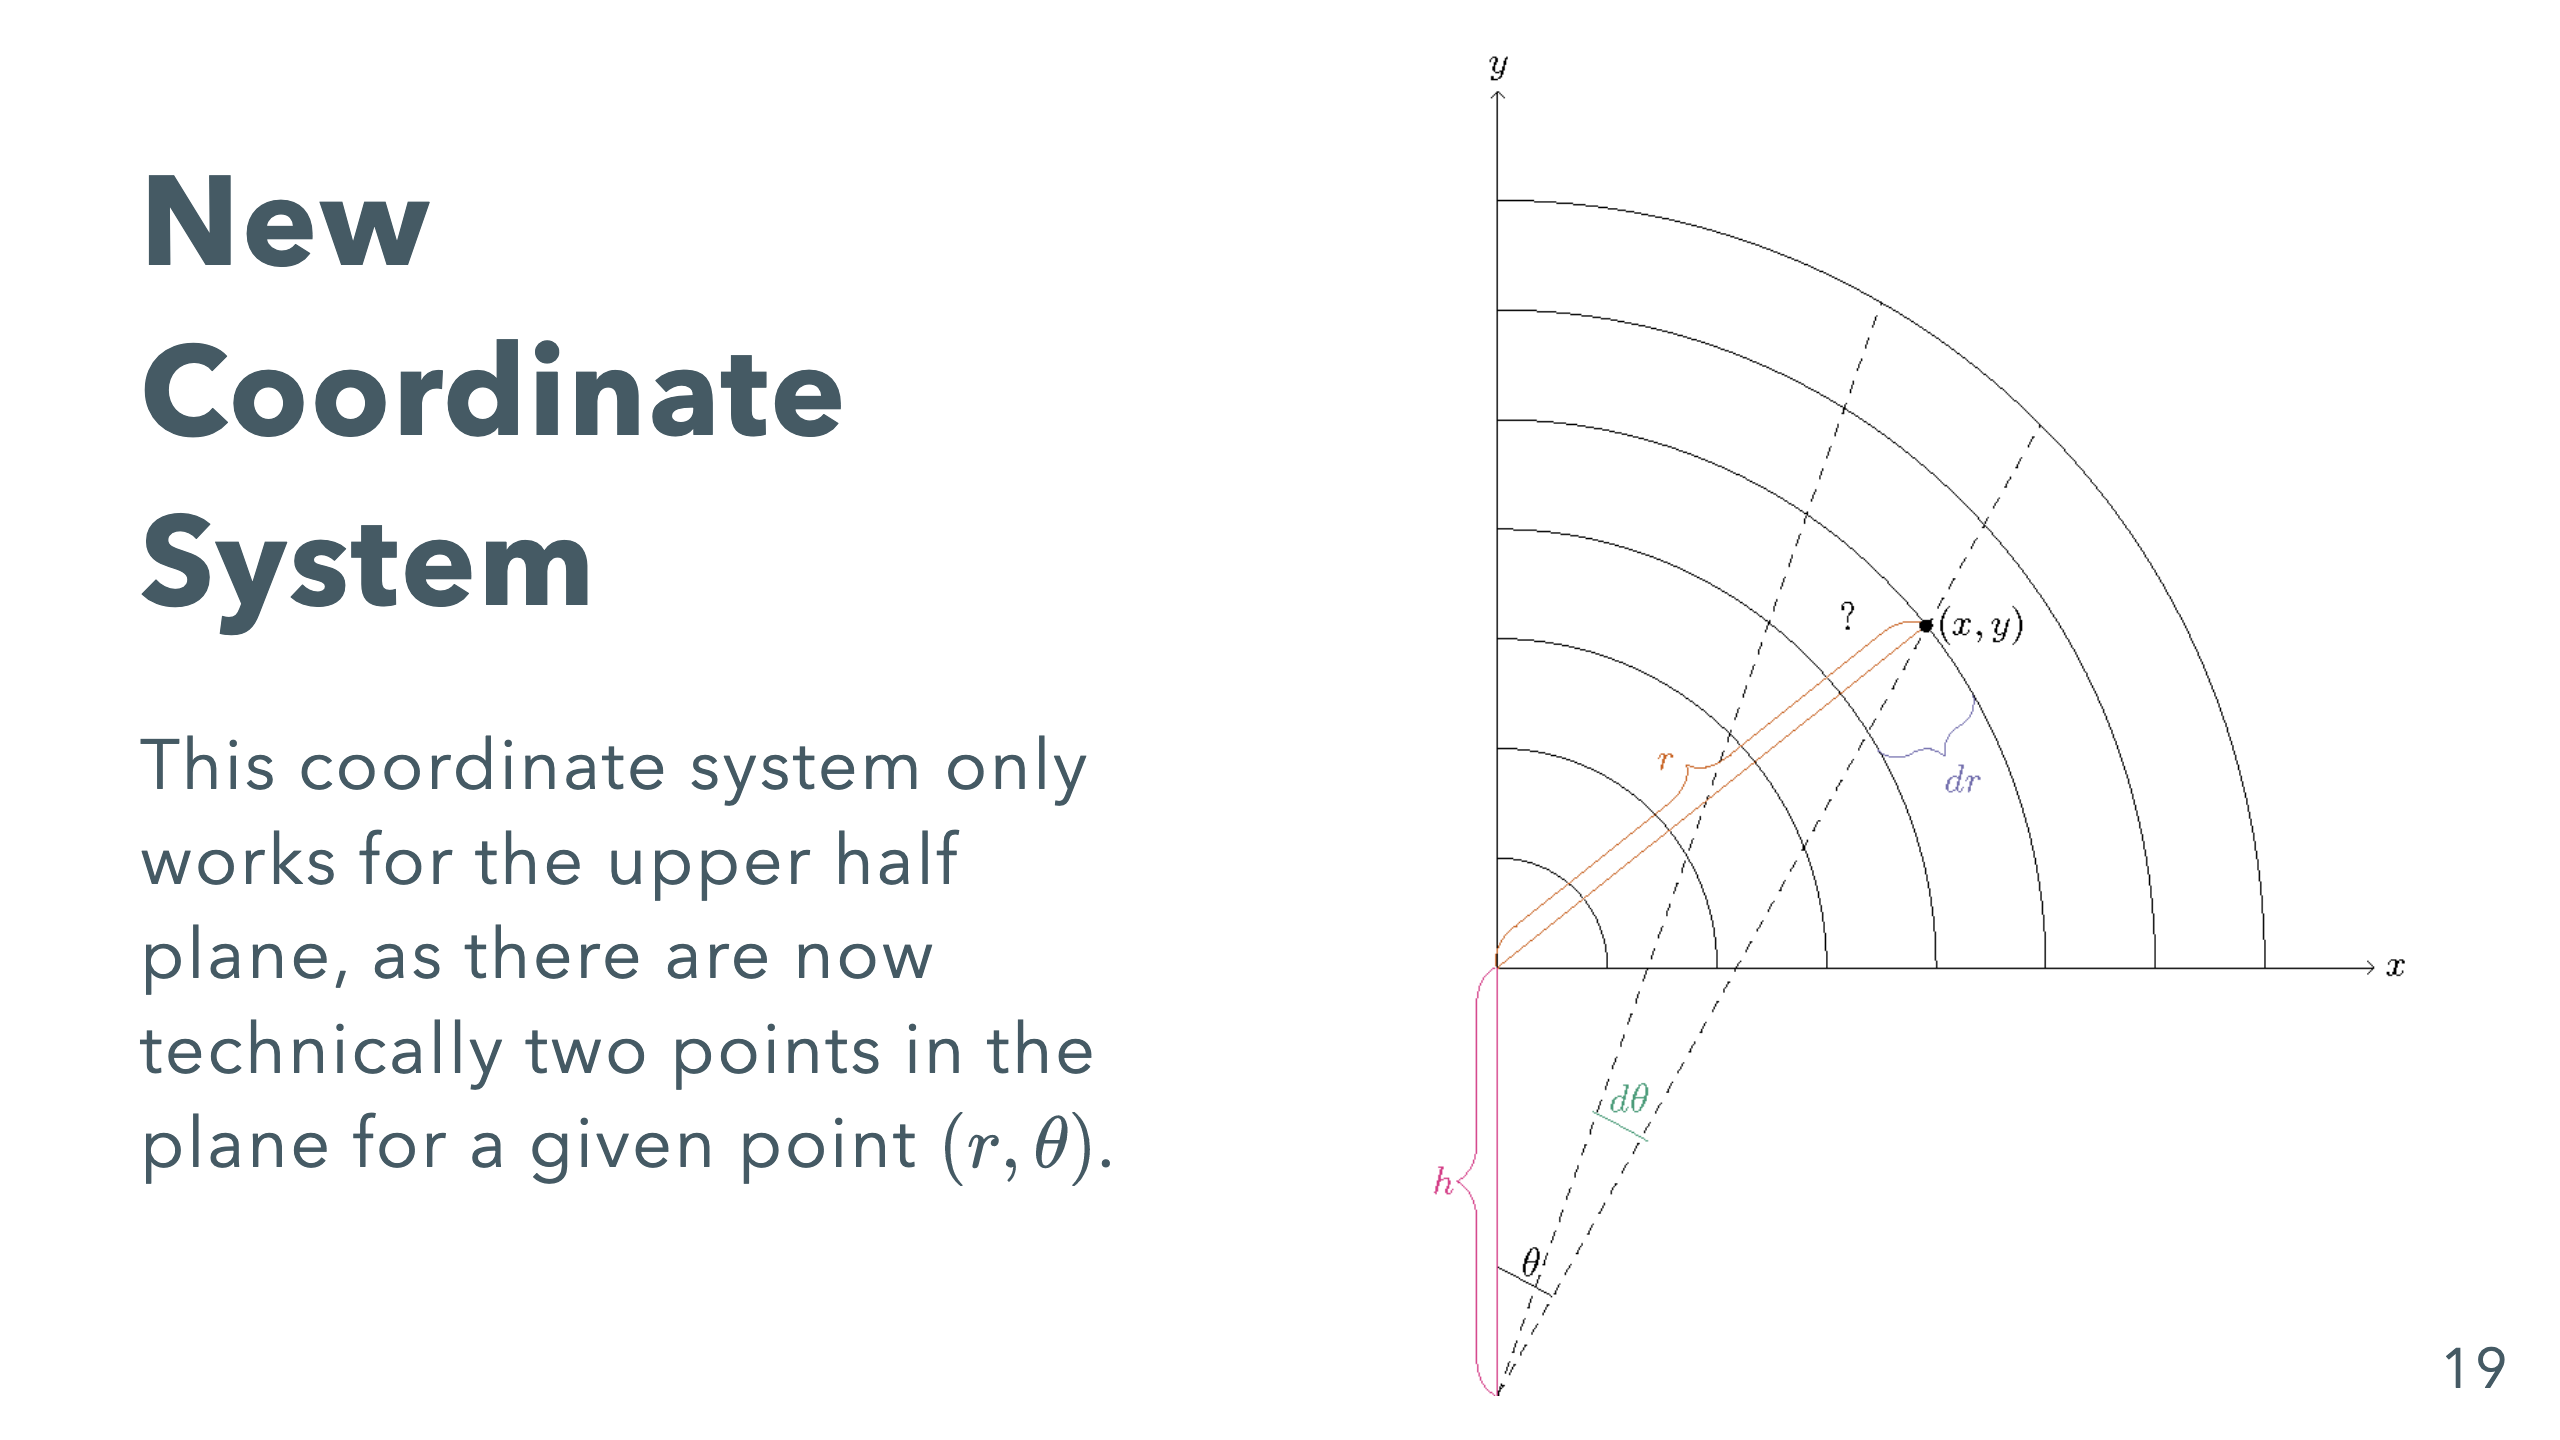 New
Coordinate
System
This coordinate system only
works for the upper half
plane, as there are now
technically two points in the
plane for a given point (r, θ).
y
?
(x, y)
r
dr
x
dθ
h
θ
19